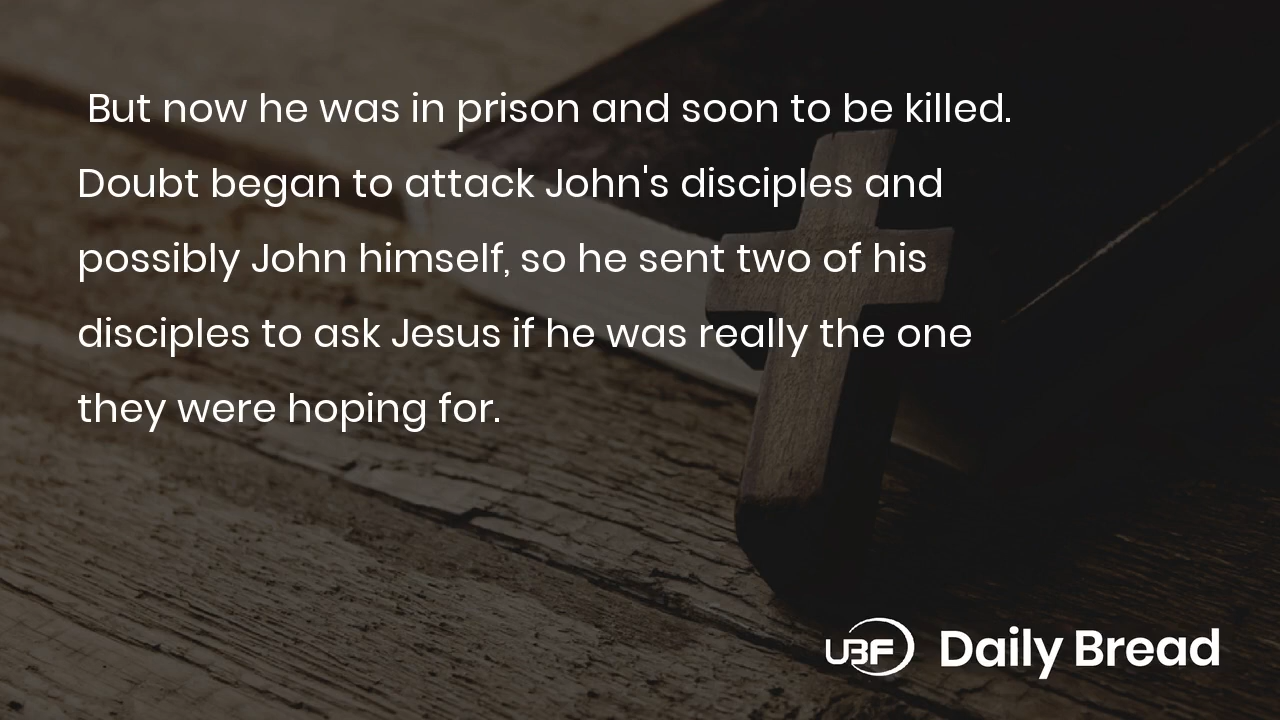 But now he was in prison and soon to be killed.
Doubt began to attack John's disciples and
possibly John himself, so he sent two of his
disciples to ask Jesus if he was really the one
they were hoping for.
UBF Daily Bread